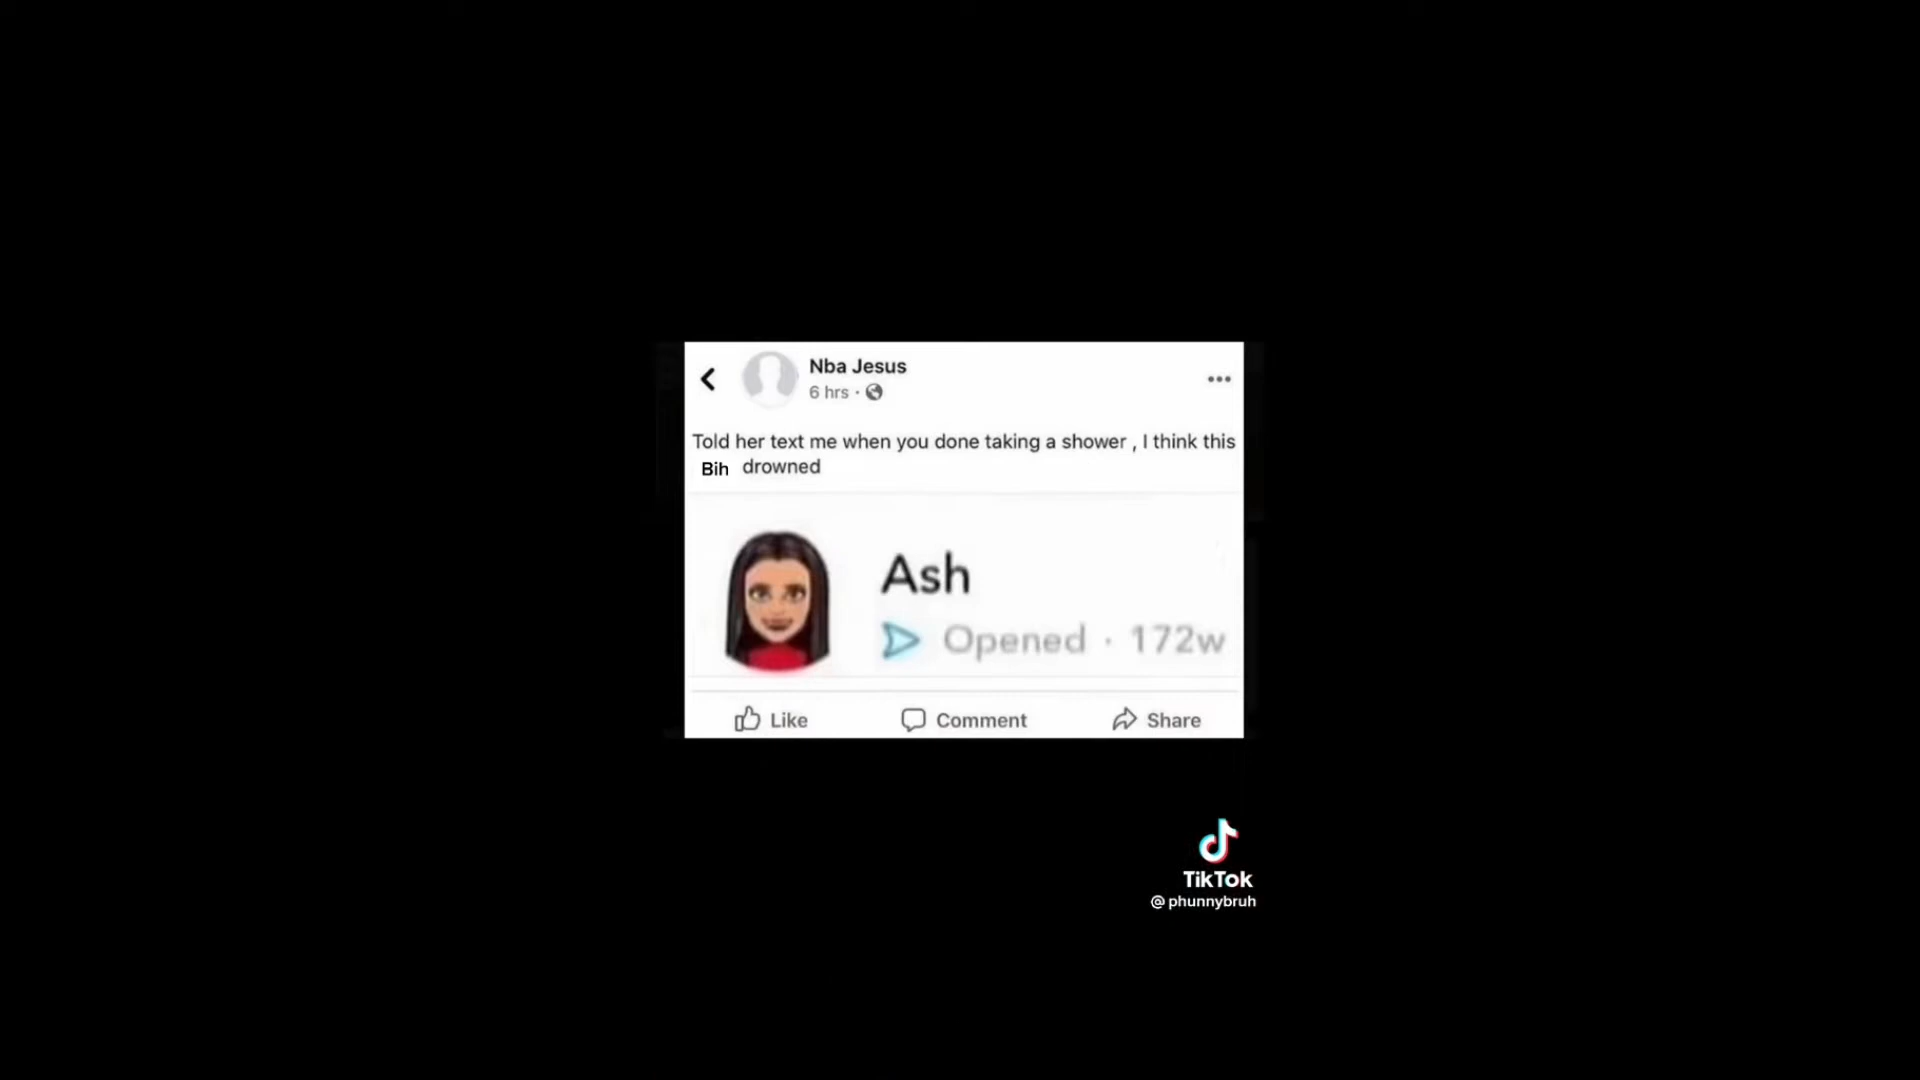 Nba Jesus
6 hrs ·
Told her text me when you done taking a shower , I think this
Bih drowned
Ash
Opened · 172w
Like
Comment
Share
TikTok
@phunnybruh